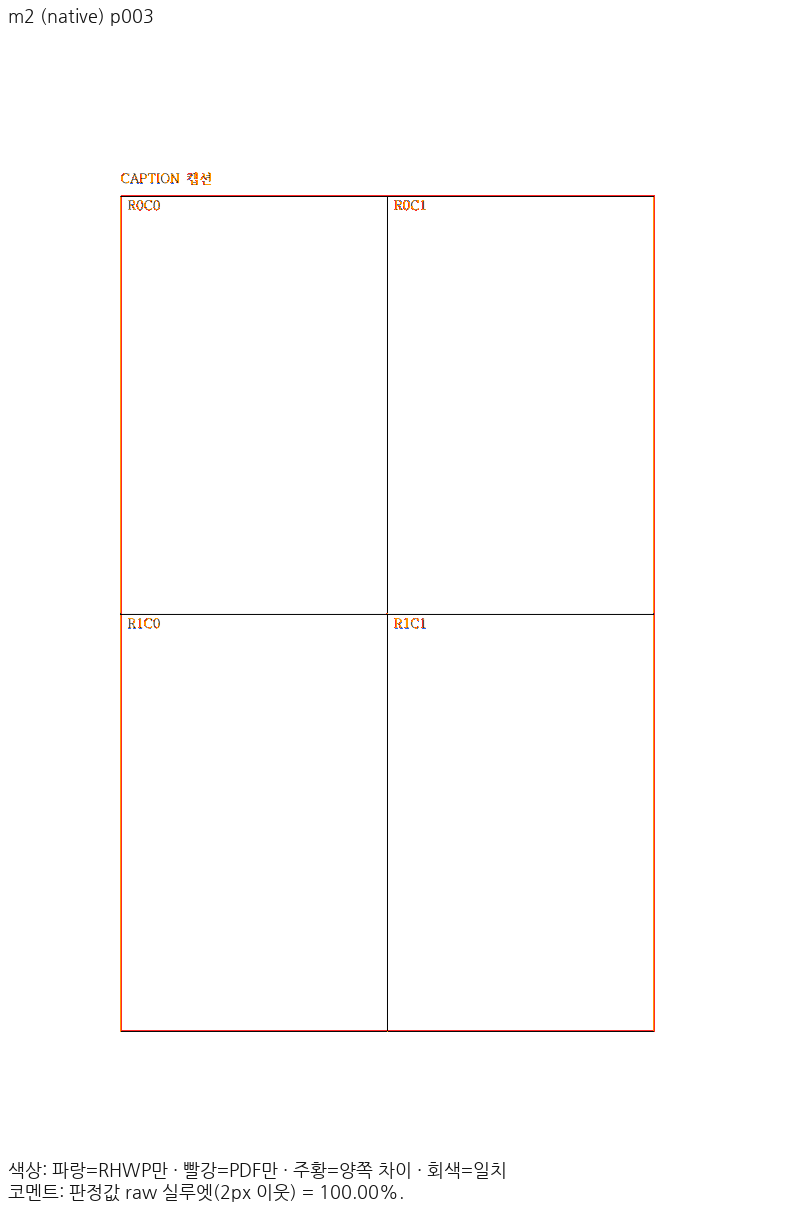 m2 (native) p003
CAPTION 캡션
R0C0 R0C1
R1C0 R1C1
색상: 파랑=RHWP만 · 빨강=PDF만 · 주황=양쪽 차이 · 회색=일치
코멘트: 판정값 raw 실루엣(2px 이웃) = 100.00%.